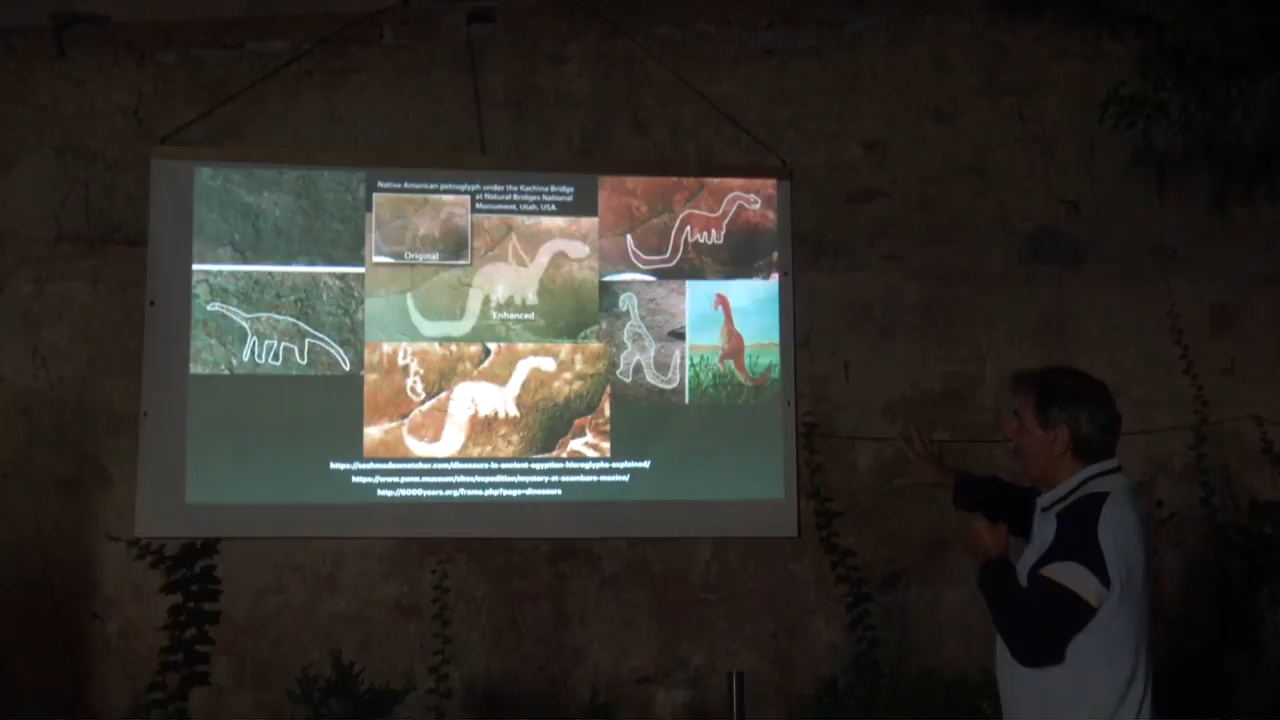 Native American petroglyph under the Kachina Bridge
at Natural Bridges National
Monument, Utah, USA.
Original
Enhanced
https://www.penn.museum/sites/expedition/mystery-at-acambaro-mexico/
http://6000years.org/frame.php?page=dinosaurs